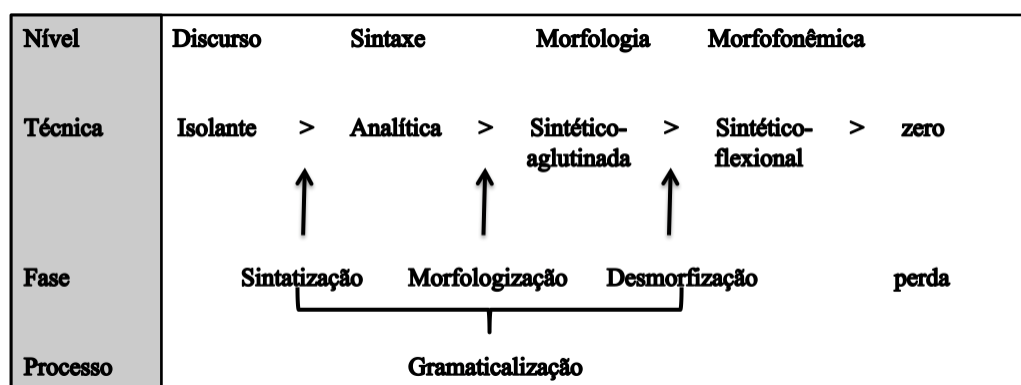 Nível Discurso Sintaxe Morfologia Morfofonêmica
Técnica Isolante > Analítica > Sintético- > Sintético- > zero
aglutinada flexional
Fase Sintatização Morfologização Desmorfização perda
Processo Gramaticalização